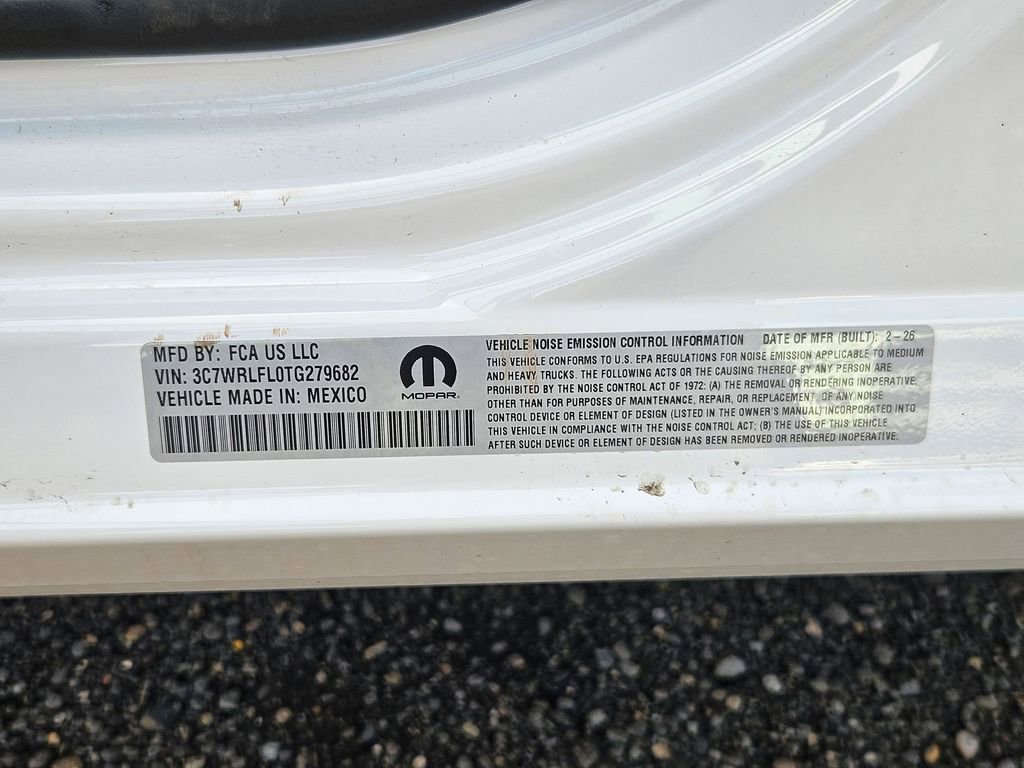 MFD BY: FCA US LLC
VIN: 3C7WRLFL0TG279682
VEHICLE MADE IN: MEXICO
MOPAR®
VEHICLE NOISE EMISSION CONTROL INFORMATION DATE OF MFR (BUILT): 2-26
THIS VEHICLE CONFORMS TO U.S. EPA REGULATIONS FOR NOISE EMISSION APPLICABLE TO MEDIUM
AND HEAVY TRUCKS. THE FOLLOWING ACTS OR THE CAUSING THEREOF BY ANY PERSON ARE
PROHIBITED BY THE NOISE CONTROL ACT OF 1972: (A) THE REMOVAL OR RENDERING INOPERATIVE,
OTHER THAN FOR PURPOSES OF MAINTENANCE, REPAIR, OR REPLACEMENT, OF ANY NOISE
CONTROL DEVICE OR ELEMENT OF DESIGN (LISTED IN THE OWNER'S MANUAL) INCORPORATED INTO
THIS VEHICLE IN COMPLIANCE WITH THE NOISE CONTROL ACT; (B) THE USE OF THIS VEHICLE
AFTER SUCH DEVICE OR ELEMENT OF DESIGN HAS BEEN REMOVED OR RENDERED INOPERATIVE.